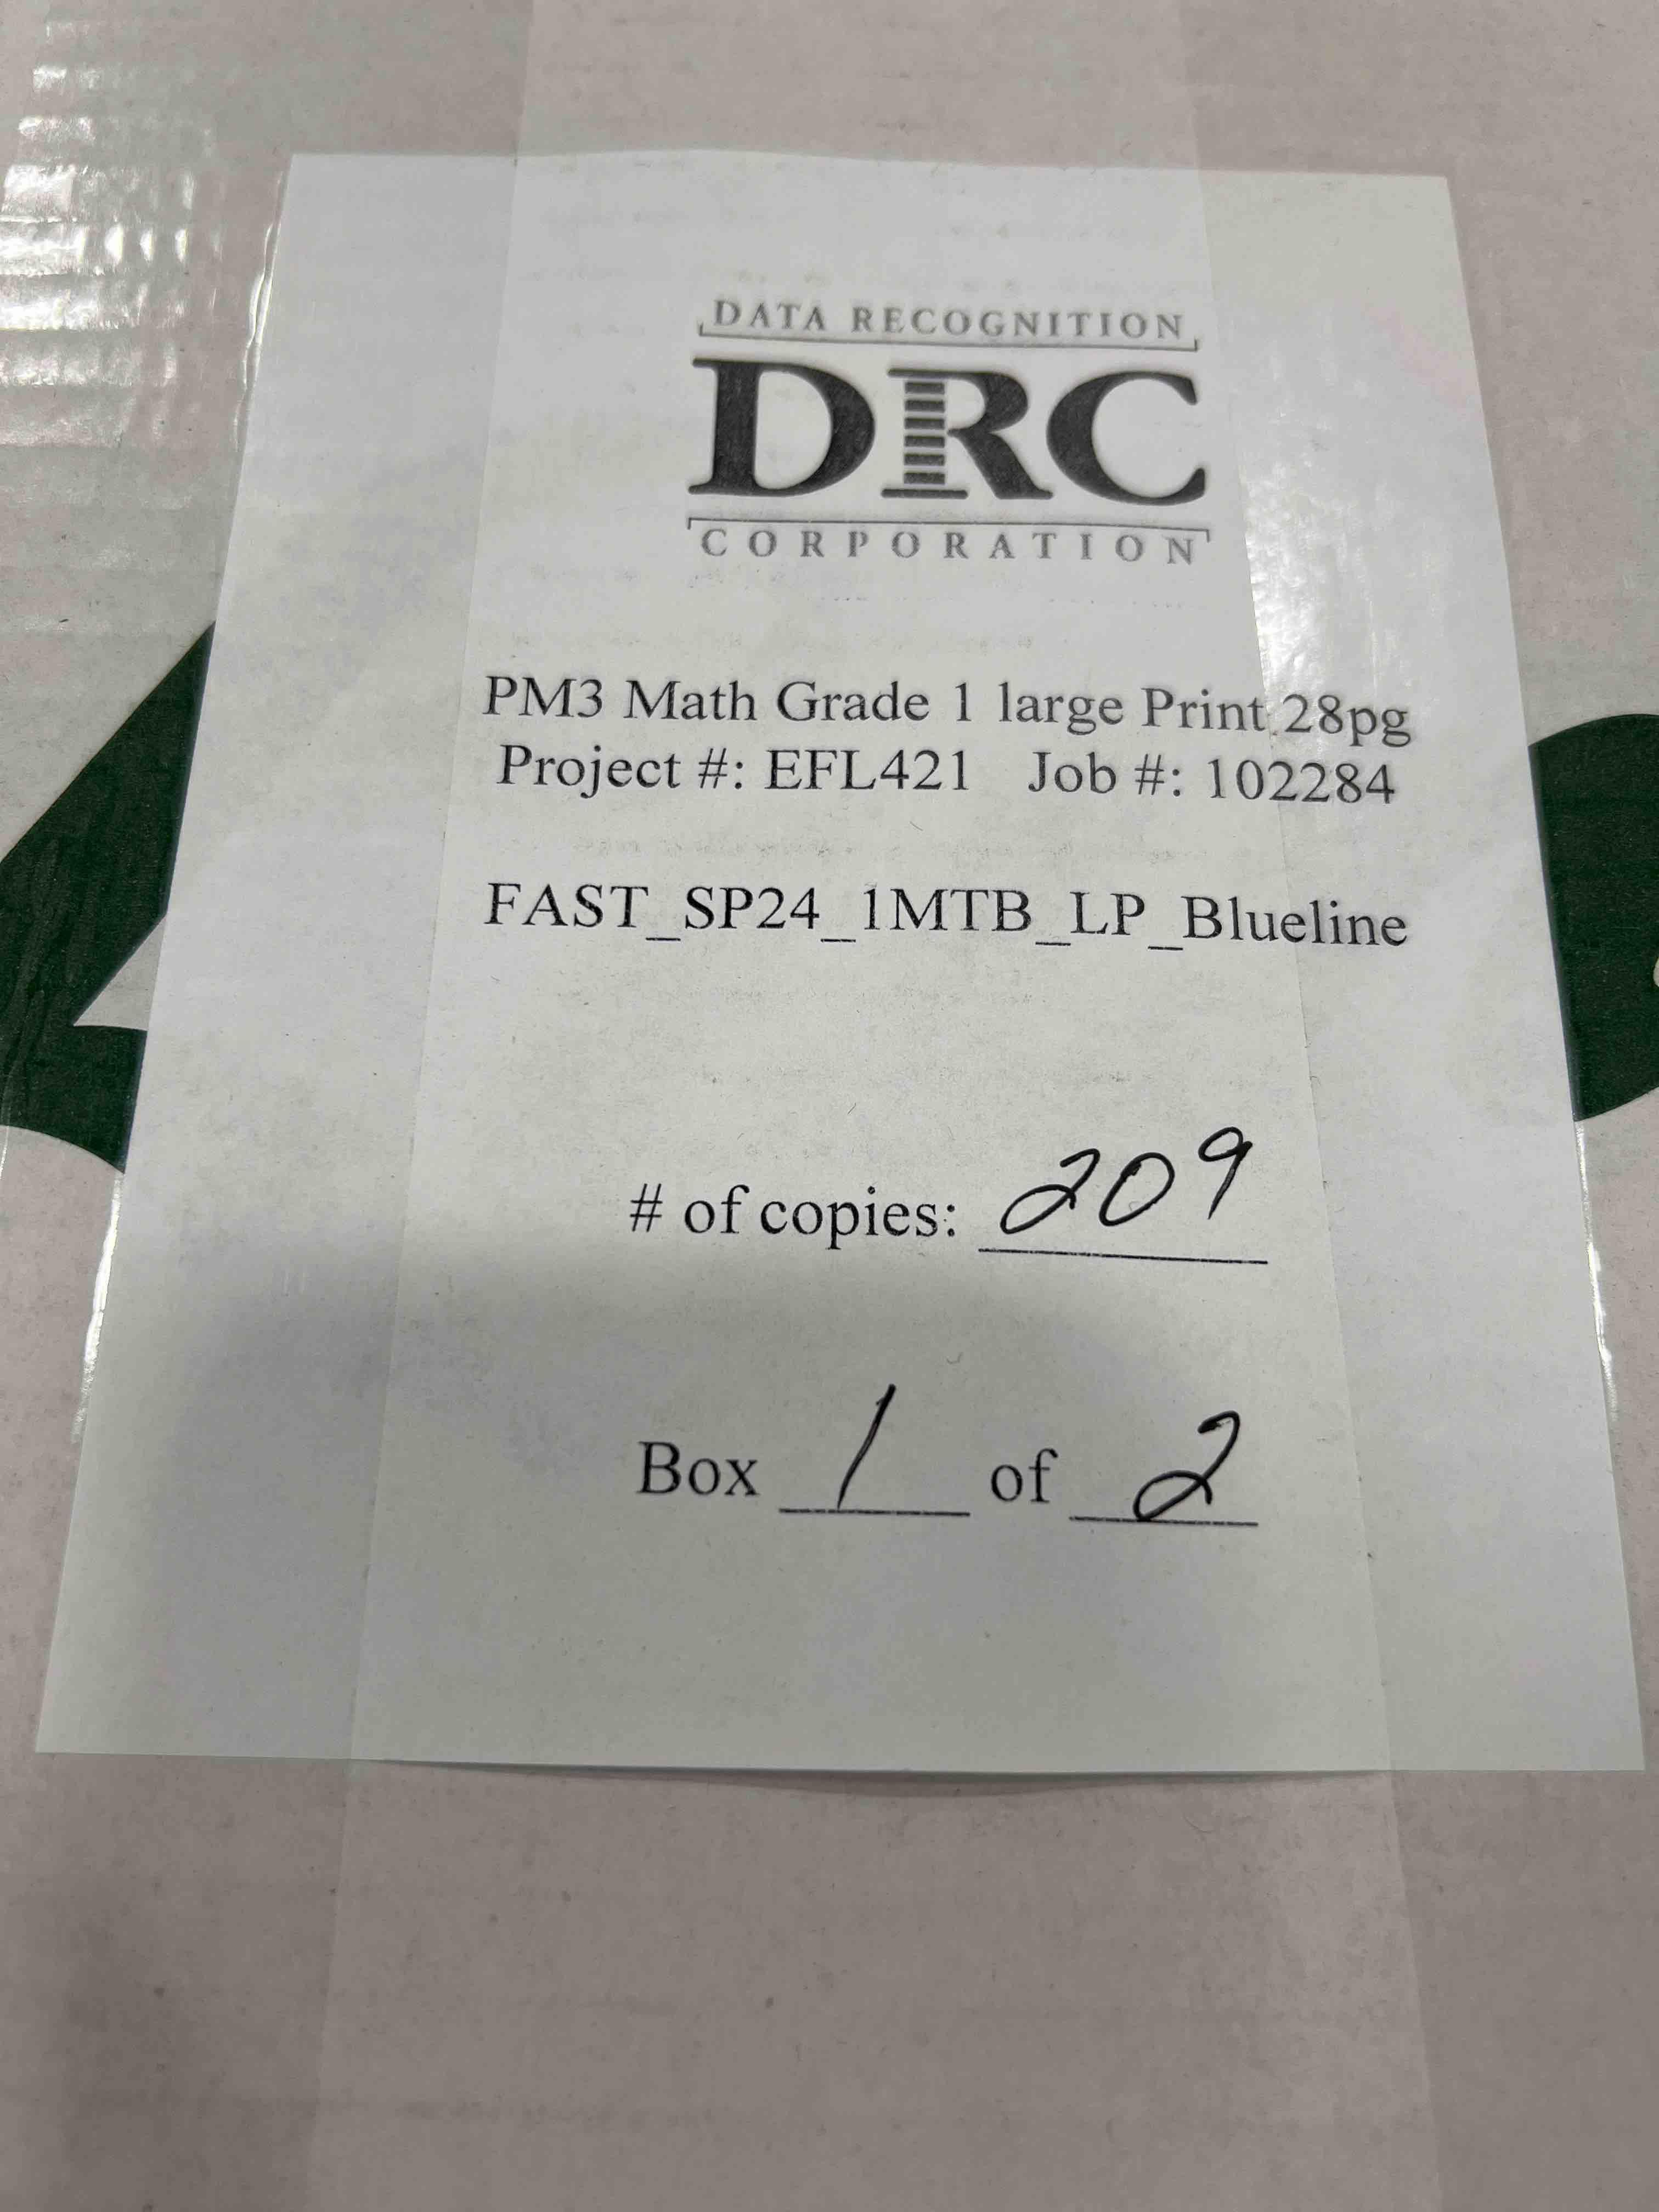 DATA RECOGNITION
DRC
CORPORATION
PM3 Math Grade 1 large Print 28pg
Project #: EFL421 Job #: 102284
FAST_SP24_1MTB_LP_Blueline
# of copies: 209
Box 1 of 2